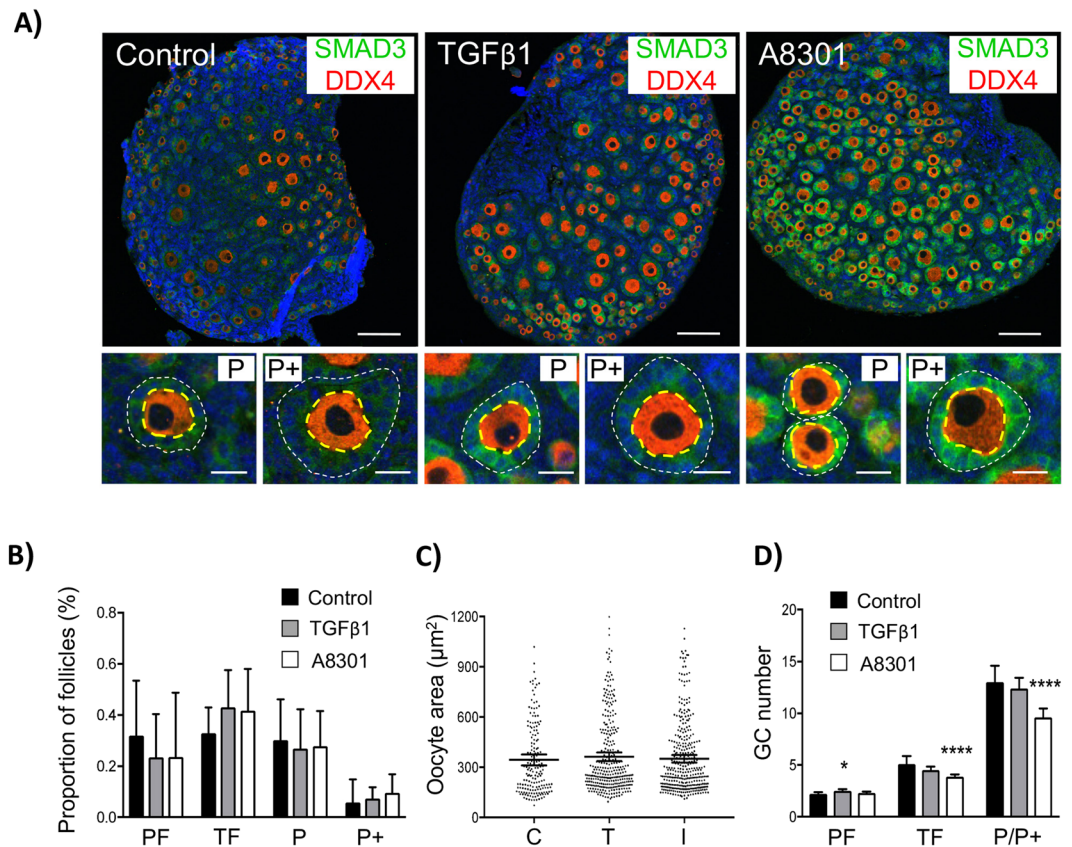 A)
Control
SMAD3
DDX4
TGFβ1
SMAD3
DDX4
A8301
SMAD3
DDX4
P
P+
P
P+
P
P+
B)
Proportion of follicles (%)
0.8
0.6
0.4
0.2
0.0
Control
TGFβ1
A8301
PF
TF
P
P+
C)
Oocyte area (μm²)
1200
900
600
300
0
C
T
I
D)
GC number
20
15
10
5
0
Control
TGFβ1
A8301
*
****
****
PF
TF
P/P+